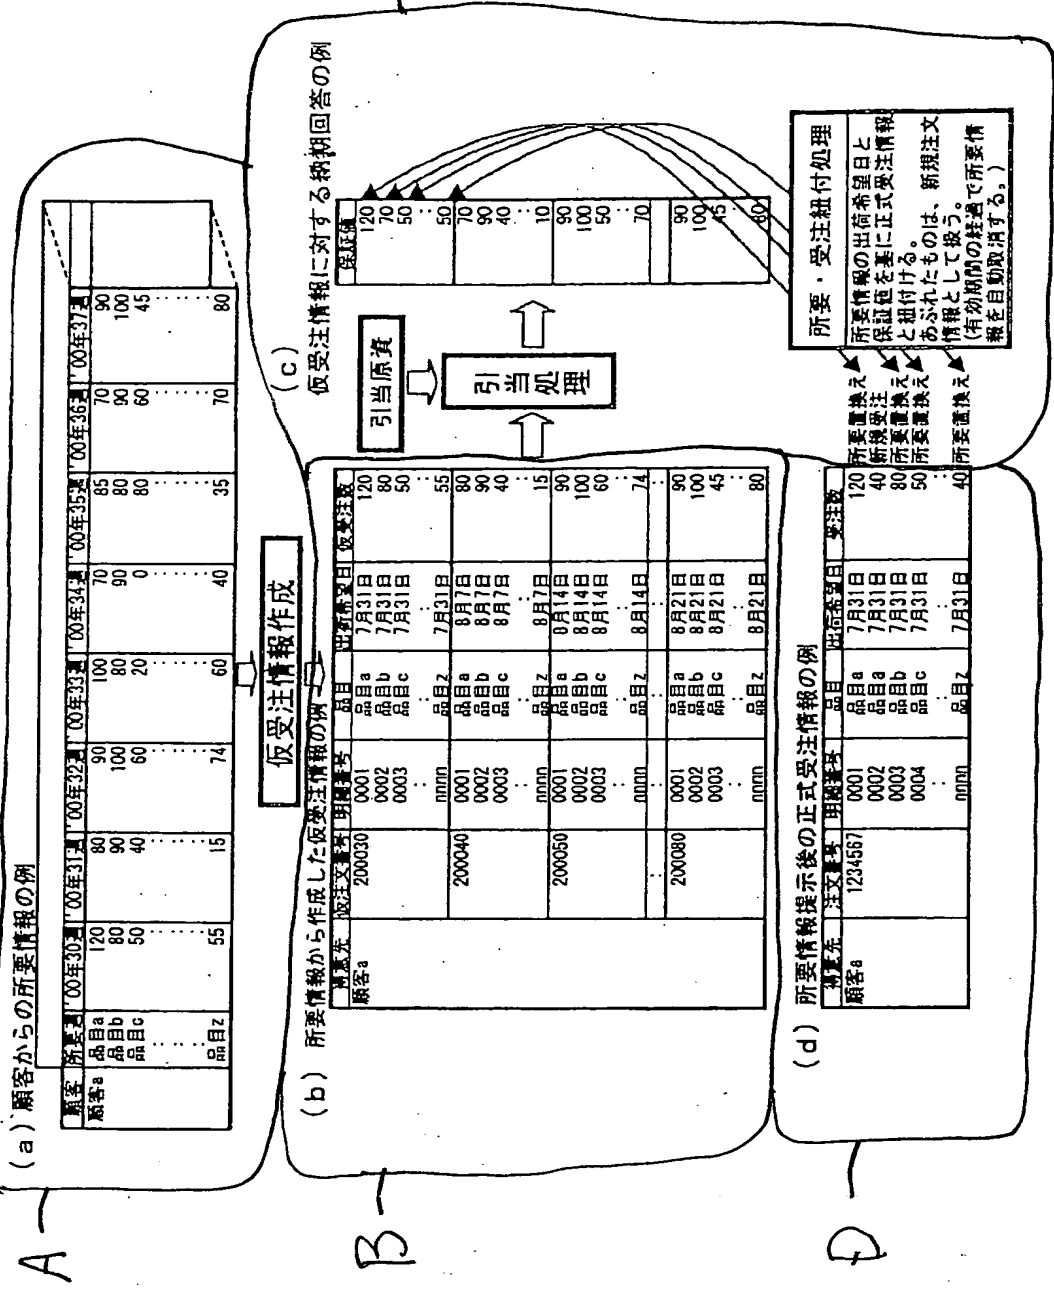 A
(a) 顧客からの所要情報の例
顧客 所要週 '00年30週 '00年31週 '00年32週 '00年33週 '00年34週 '00年35週 '00年36週 '00年37週
顧客a 品目a 120 80 90 100 70 85 70 90
品目b 80 90 100 80 90 80 90 100
品目c 50 40 60 20 0 80 60 45
品目z 55 15 74 60 40 35 70 80
仮受注情報作成
B
(b) 所要情報から作成した仮受注情報の例
得意先 仮注文番号 明細番号 品目 出荷希望日 仮受注数
顧客a 200030 0001 品目a 7月31日 120
0002 品目b 7月31日 80
0003 品目c 7月31日 50
nnnn 品目z 7月31日 55
200040 0001 品目a 8月7日 80
0002 品目b 8月7日 90
0003 品目c 8月7日 40
nnnn 品目z 8月7日 15
200050 0001 品目a 8月14日 90
0002 品目b 8月14日 100
0003 品目c 8月14日 60
nnnn 品目z 8月14日 74
200080 0001 品目a 8月21日 90
0002 品目b 8月21日 100
0003 品目c 8月21日 45
nnnn 品目z 8月21日 80
(c)
仮受注情報に対する納期回答の例
引当原資
引当処理
保証値
120
70
50
50
70
90
40
10
90
100
50
70
90
100
45
80
所要・受注紐付処理
所要情報の出荷希望日と
保証値を基に正式受注情報
と紐付ける。
あぶれたものは、新規注文
情報として扱う。
(有効期間の経過で所要情
報を自動取消する。)
D
(d) 所要情報提示後の正式受注情報の例
得意先 注文番号 明細番号 品目 出荷希望日 受注数
顧客a 1234567 0001 品目a 7月31日 120 所要置換え
0002 品目a 7月31日 40 新規受注
0003 品目b 7月31日 80 所要置換え
0004 品目c 7月31日 50 所要置換え
nnnn 品目z 7月31日 40 所要置換え